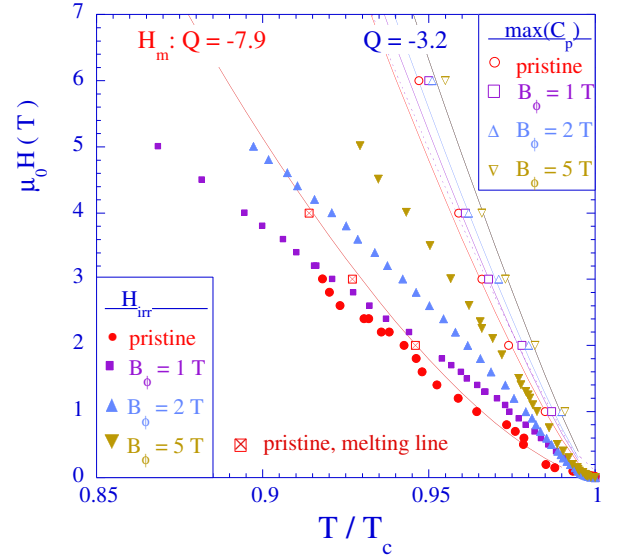 H_m: Q = -7.9
Q = -3.2
max(C_p)
pristine
B_ϕ = 1 T
B_ϕ = 2 T
B_ϕ = 5 T
H_irr
pristine
B_ϕ = 1 T
B_ϕ = 2 T
B_ϕ = 5 T
pristine, melting line
μ_0H (T)
7
6
5
4
3
2
1
0
0.85
0.9
0.95
1
T / T_c